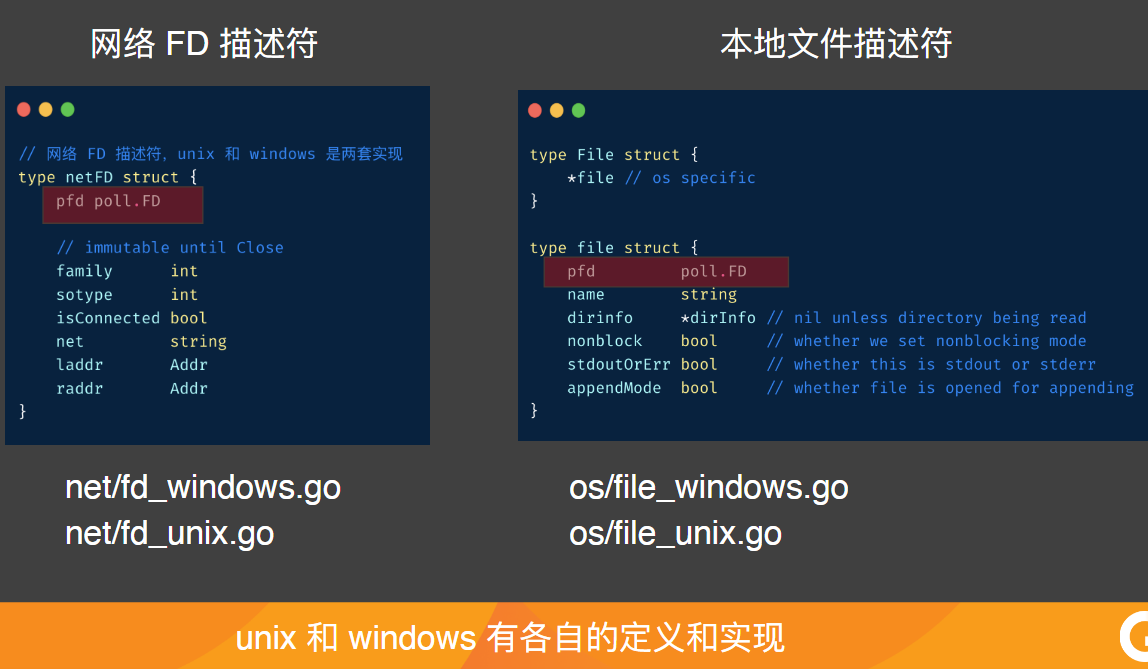 网络 FD 描述符
// 网络 FD 描述符，unix 和 windows 是两套实现
type netFD struct {
pfd poll.FD
// immutable until Close
family int
sotype int
isConnected bool
net string
laddr Addr
raddr Addr
}
net/fd_windows.go
net/fd_unix.go
本地文件描述符
type File struct {
*file // os specific
}
type file struct {
pfd poll.FD
name string
dirinfo *dirInfo // nil unless directory being read
nonblock bool // whether we set nonblocking mode
stdoutOrErr bool // whether this is stdout or stderr
appendMode bool // whether file is opened for appending
}
os/file_windows.go
os/file_unix.go
unix 和 windows 有各自的定义和实现